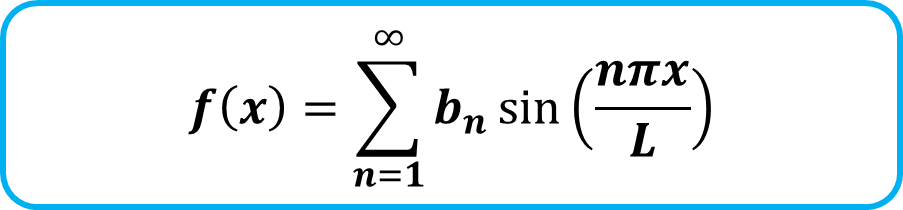 f(x) = ∑_{n=1}^{∞} b_n sin (nπx / L)